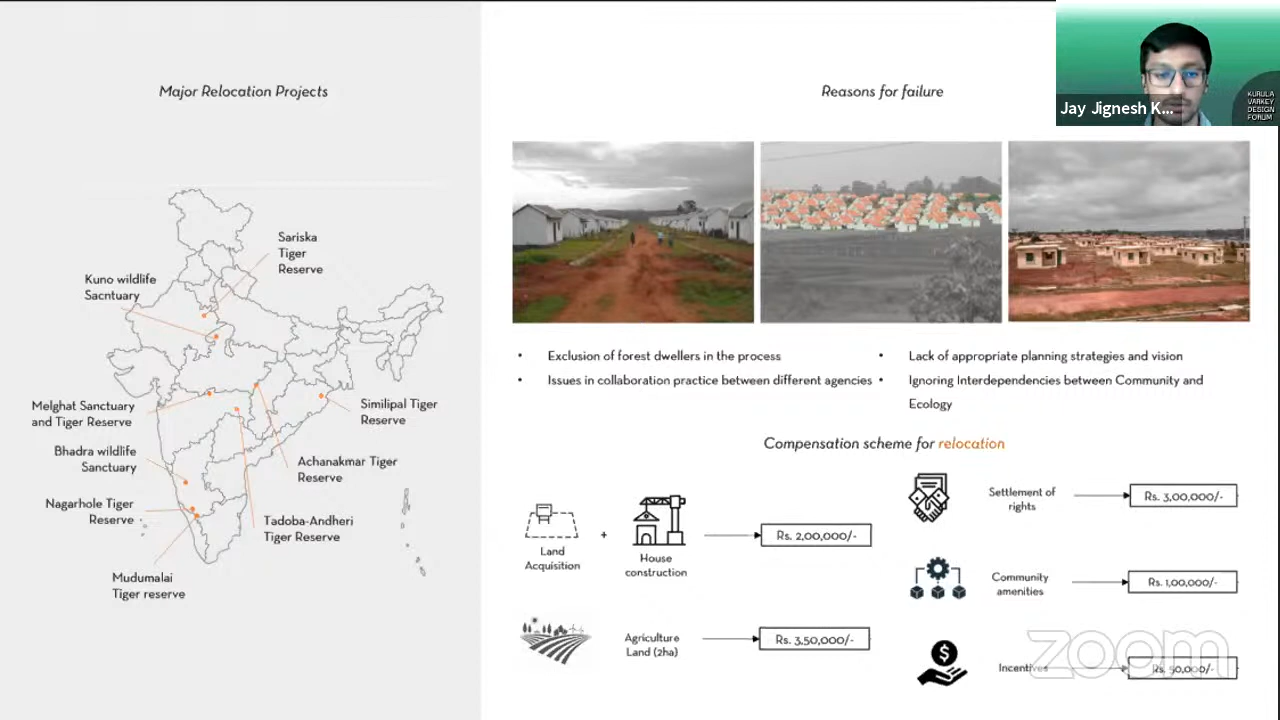 Major Relocation Projects
Sariska
Tiger
Reserve
Kuno wildlife
Sacntuary
Melghat Sanctuary
and Tiger Reserve
Similipal Tiger
Reserve
Bhadra wildlife
Sanctuary
Achanakmar Tiger
Reserve
Nagarhole Tiger
Reserve
Tadoba-Andheri
Tiger Reserve
Mudumalai
Tiger reserve
Reasons for failure
Jay Jignesh K...
KURULA
VARKEY
DESIGN
FORUM
• Exclusion of forest dwellers in the process
• Issues in collaboration practice between different agencies
• Lack of appropriate planning strategies and vision
• Ignoring Interdependencies between Community and
Ecology
Compensation scheme for relocation
Land
Acquisition
+
House
construction
Rs. 2,00,000/-
Agriculture
Land (2ha)
Rs. 3,50,000/-
Settlement of
rights
Rs. 3,00,000/-
Community
amenities
Rs. 1,00,000/-
Incentives
Rs. 50,000/-
zoom